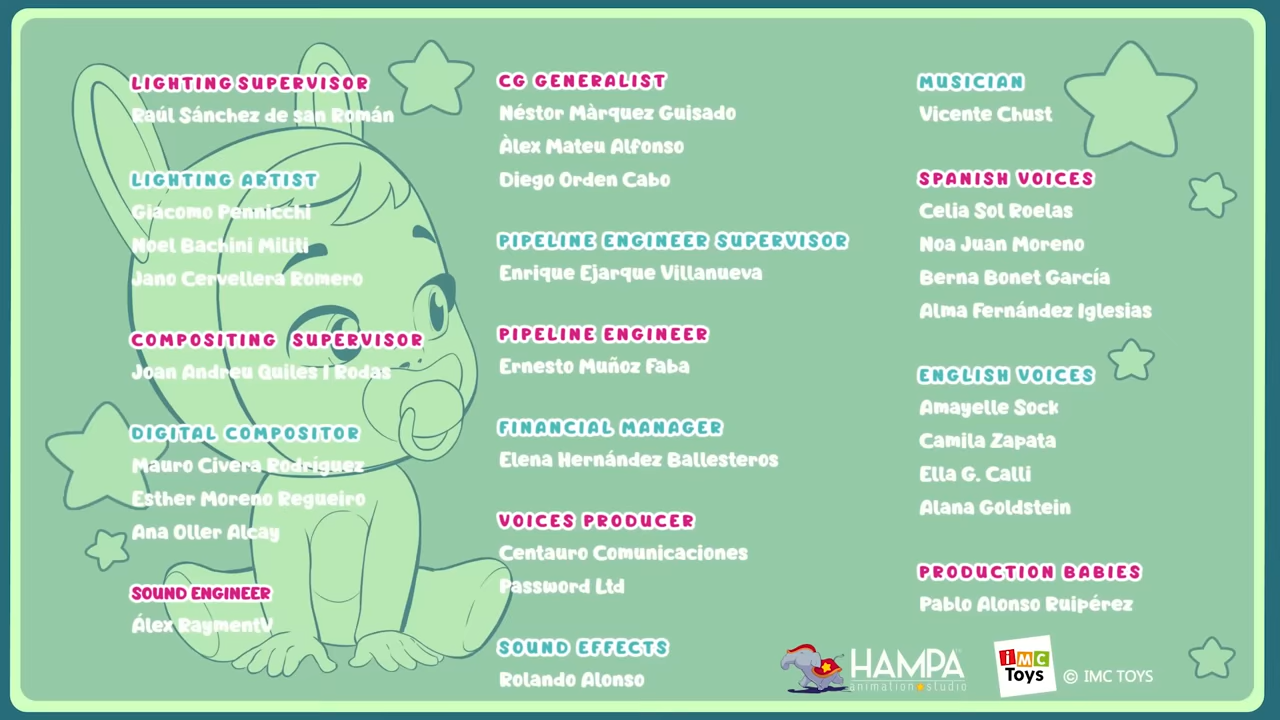 LIGHTING SUPERVISOR
Raúl Sánchez de san Román
LIGHTING ARTIST
Giacomo Pennicchi
Noel Bachini Militi
Jano Cervellera Romero
COMPOSITING SUPERVISOR
Joan Andreu Quiles I Rodas
DIGITAL COMPOSITOR
Mauro Civera Rodríguez
Esther Moreno Regueiro
Ana Oller Alcay
SOUND ENGINEER
Álex RaymentV
CG GENERALIST
Néstor Màrquez Guisado
Àlex Mateu Alfonso
Diego Orden Cabo
PIPELINE ENGINEER SUPERVISOR
Enrique Ejarque Villanueva
PIPELINE ENGINEER
Ernesto Muñoz Faba
FINANCIAL MANAGER
Elena Hernández Ballesteros
VOICES PRODUCER
Centauro Comunicaciones
Password Ltd
SOUND EFFECTS
Rolando Alonso
MUSICIAN
Vicente Chust
SPANISH VOICES
Celia Sol Roelas
Noa Juan Moreno
Berna Bonet García
Alma Fernández Iglesias
ENGLISH VOICES
Amayelle Sock
Camila Zapata
Ella G. Calli
Alana Goldstein
PRODUCTION BABIES
Pablo Alonso Ruipérez
HAMPA
animation studio
imc
Toys
© IMC TOYS